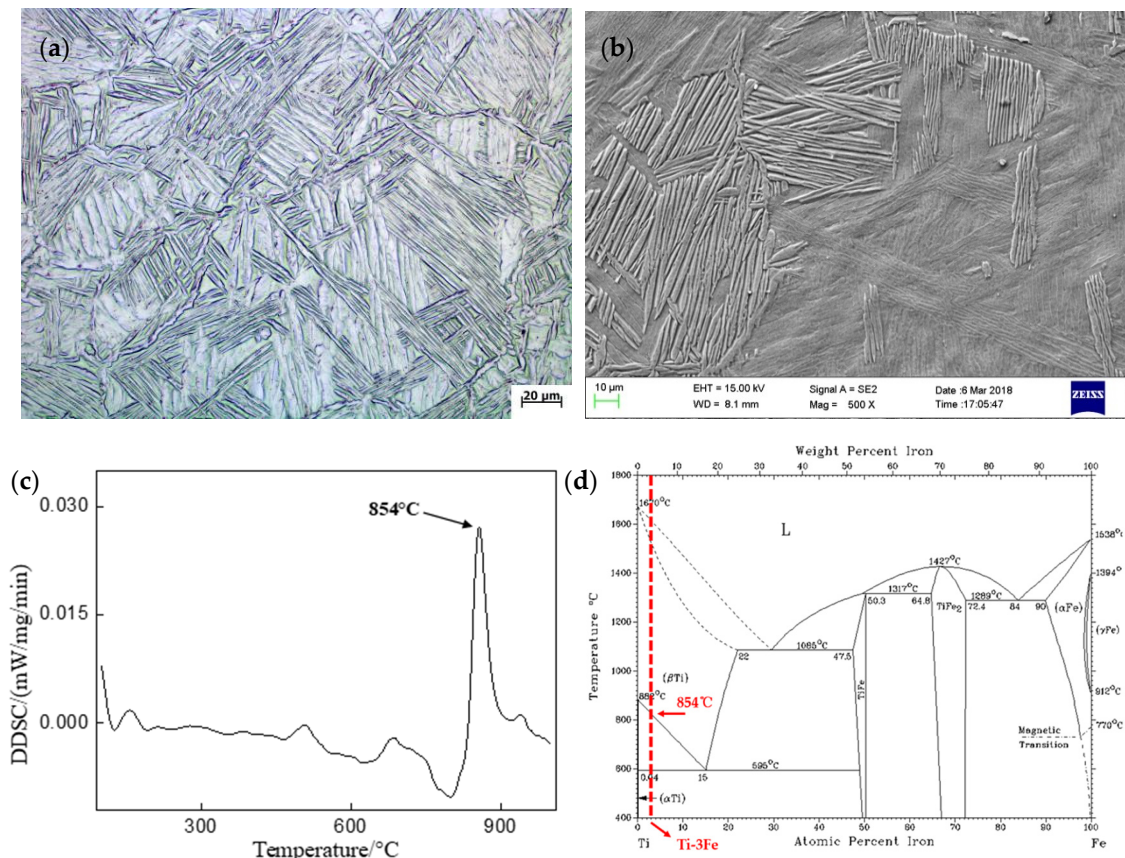 (a)
20 μm
(b)
10 μm
EHT = 15.00 kV
WD = 8.1 mm
Signal A = SE2
Mag = 500 X
Date :6 Mar 2018
Time :17:05:47
ZEISS
(c)
0.030
0.015
0.000
DDSC/(mW/mg/min)
854°C
300
600
900
Temperature/°C
(d)
Weight Percent Iron
0 10 20 30 40 50 60 70 80 90 100
1800
1600
1400
1200
1000
800
600
400
Temperature °C
1670°C
L
1538°C
1427°C
1394°
1317°C
1289°C
50.3
64.8
TiFe2
72.4
84
90
(αFe)
(γFe)
1085°C
22
47.5
(βTi)
TiFe
882°C
854℃
912°C
770°C
Magnetic
Transition
595°C
0.04
15
(αTi)
0 10 20 30 40 50 60 70 80 90 100
Ti
Ti-3Fe
Atomic Percent Iron
Fe